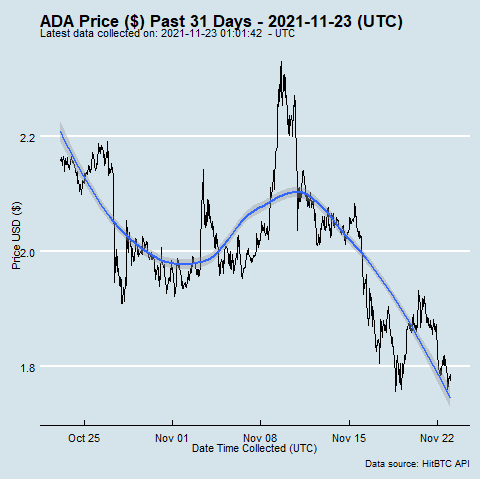 ADA Price ($) Past 31 Days - 2021-11-23 (UTC)
Latest data collected on: 2021-11-23 01:01:42  - UTC
Price USD ($)
2.2
2.0
1.8
Oct 25
Nov 01
Nov 08
Nov 15
Nov 22
Date Time Collected (UTC)
Data source: HitBTC API